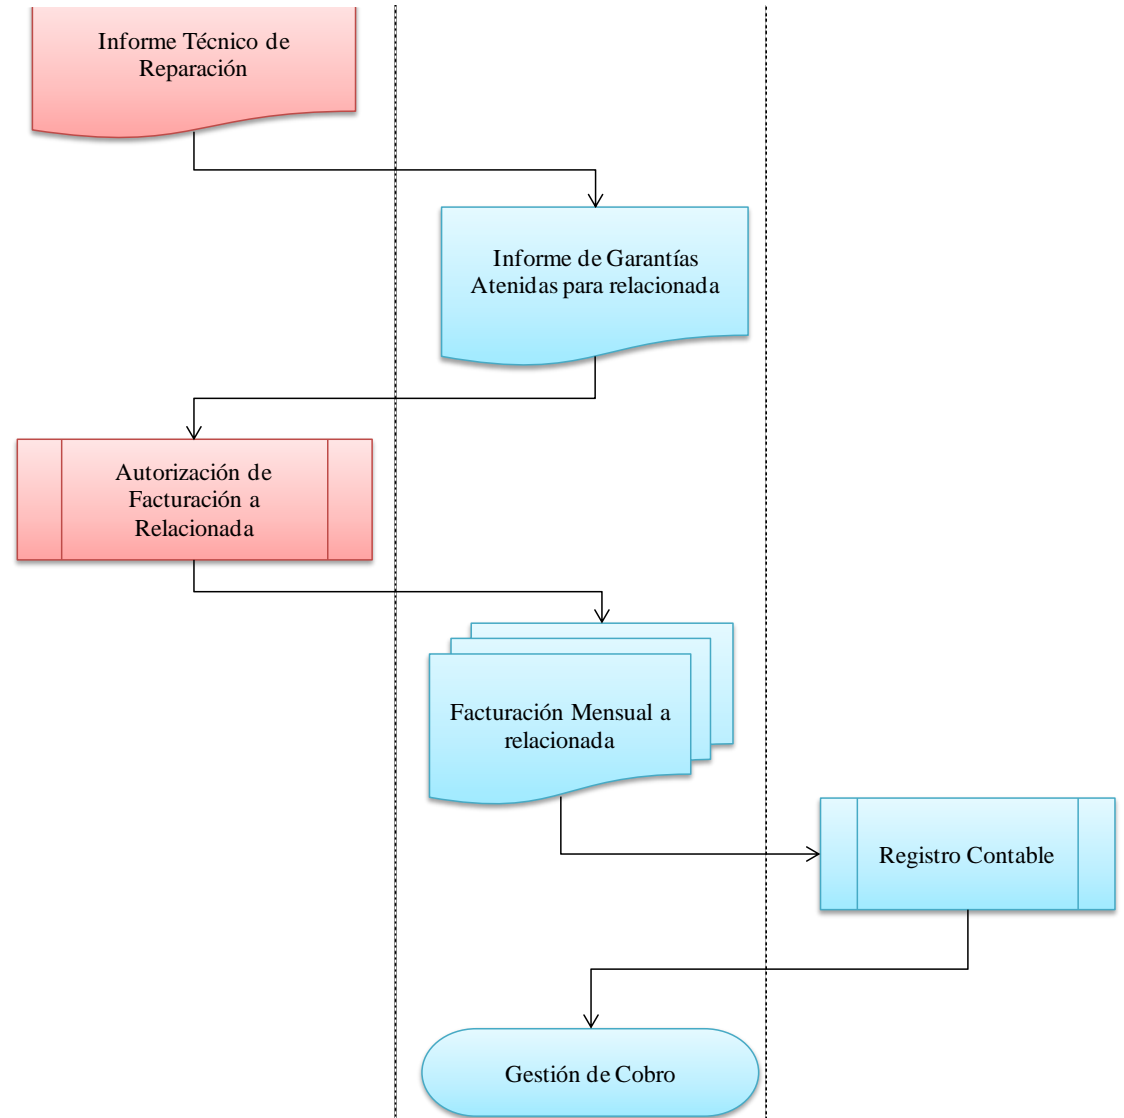 Informe Técnico de
Reparación
Informe de Garantías
Atenidas para relacionada
Autorización de
Facturación a
Relacionada
Facturación Mensual a
relacionada
Registro Contable
Gestión de Cobro